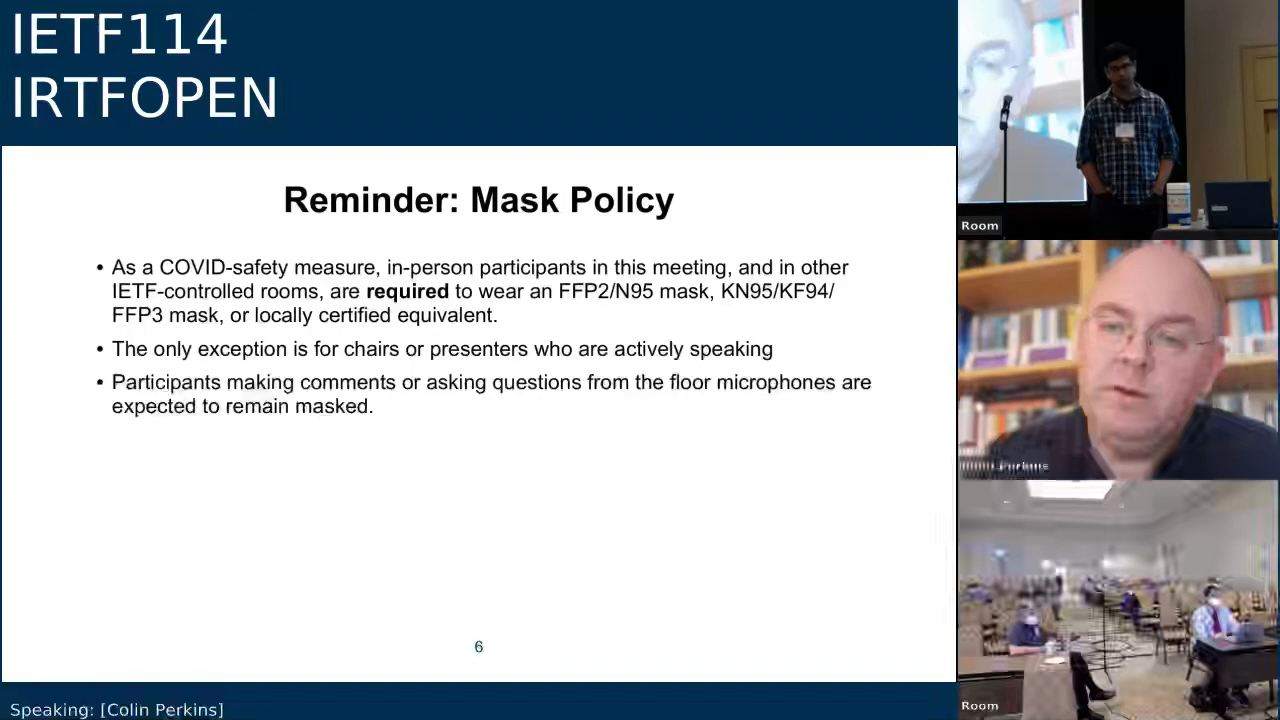 IETF114
IRTFOPEN
Reminder: Mask Policy
• As a COVID-safety measure, in-person participants in this meeting, and in other
IETF-controlled rooms, are required to wear an FFP2/N95 mask, KN95/KF94/
FFP3 mask, or locally certified equivalent.
• The only exception is for chairs or presenters who are actively speaking
• Participants making comments or asking questions from the floor microphones are
expected to remain masked.
6
Speaking: [Colin Perkins]
Room
Room